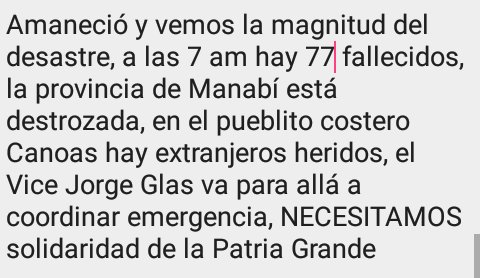 Amaneció y vemos la magnitud del
desastre, a las 7 am hay 77 fallecidos,
la provincia de Manabí está
destrozada, en el pueblito costero
Canoas hay extranjeros heridos, el
Vice Jorge Glas va para allá a
coordinar emergencia, NECESITAMOS
solidaridad de la Patria Grande